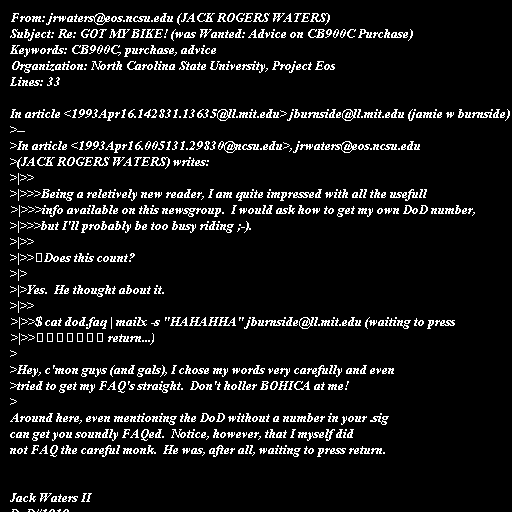 From: jrwaters@eos.ncsu.edu (JACK ROGERS WATERS)
Subject: Re: GOT MY BIKE! (was Wanted: Advice on CB900C Purchase)
Keywords: CB900C, purchase, advice
Organization: North Carolina State University, Project Eos
Lines: 33

In article <1993Apr16.142831.13635@ll.mit.edu> jburnside@ll.mit.edu (jamie w burnside)
>--
>In article <1993Apr16.005131.29830@ncsu.edu>, jrwaters@eos.ncsu.edu
>(JACK ROGERS WATERS) writes:
>|>>
>|>>>Being a reletively new reader, I am quite impressed with all the usefull
>|>>>info available on this newsgroup.  I would ask how to get my own DoD number,
>|>>>but I'll probably be too busy riding ;-).
>|>>
>|>>▯Does this count?
>|>
>|>Yes.  He thought about it.
>|>>
>|>>$ cat dod.faq | mailx -s "HAHAHHA" jburnside@ll.mit.edu (waiting to press
>|>>▯▯▯▯▯▯▯ return...)
>
>Hey, c'mon guys (and gals), I chose my words very carefully and even
>tried to get my FAQ's straight.  Don't holler BOHICA at me!
>
Around here, even mentioning the DoD without a number in your .sig
can get you soundly FAQed.  Notice, however, that I myself did
not FAQ the careful monk.  He was, after all, waiting to press return.

Jack Waters II